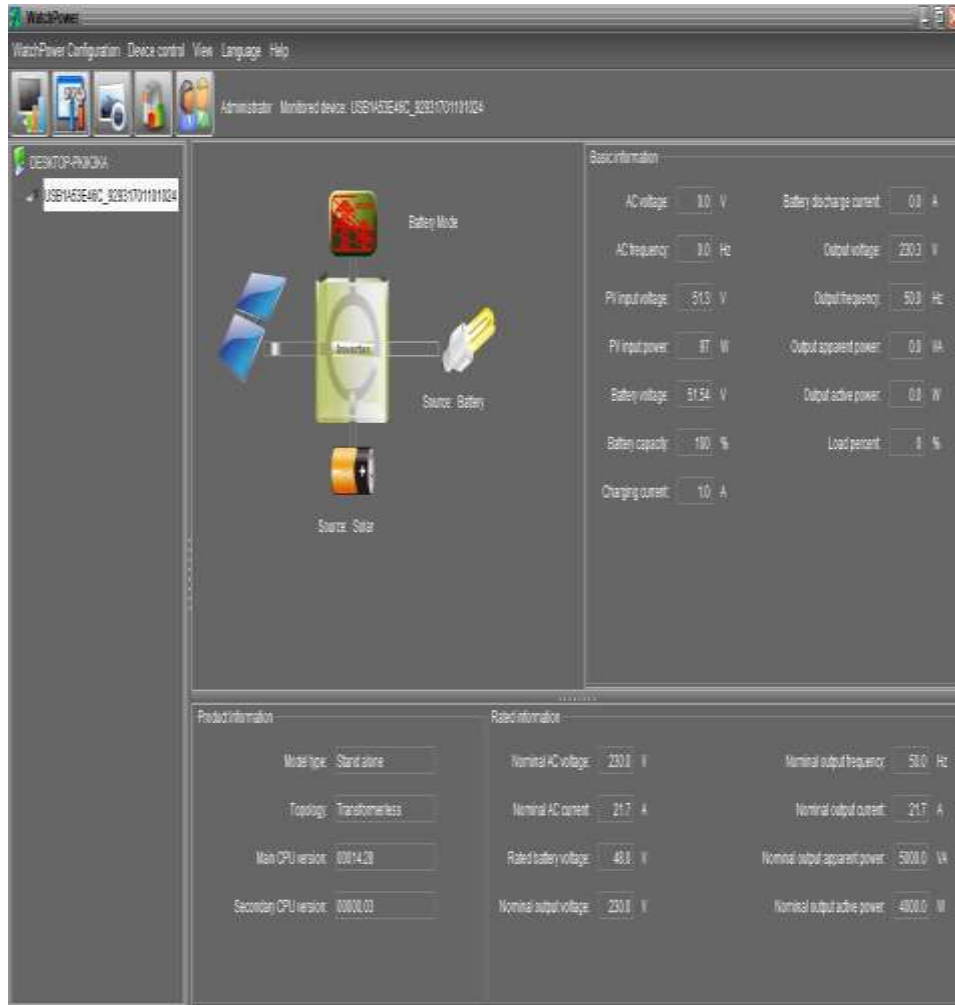 WatchPower
WatchPower Configuration Device control View Language Help
Administrator Monitored device: USB1A53E46C_92931701101024
DESKTOP-PKIK3KA
USB1A53E46C_92931701101024
Battery Mode
Inverter
Source: Battery
Source: Solar
Basic information
AC voltage: 0.0 V Battery discharge current: 0.0 A
AC frequency: 0.0 Hz Output voltage: 230.3 V
PV input voltage: 51.3 V Output frequency: 50.0 Hz
PV input power: 97 W Output apparent power: 0.0 VA
Battery voltage: 51.54 V Output active power: 0.0 W
Battery capacity: 100 % Load percent: 0 %
Charging current: 1.0 A
Product information
Model type: Stand alone
Topology: Transformerless
Main CPU version: 00014.28
Secondary CPU version: 00000.03
Rated information
Nominal AC voltage: 230.0 V Nominal output frequency: 50.0 Hz
Nominal AC current: 21.7 A Nominal output current: 21.7 A
Rated battery voltage: 48.0 V Nominal output apparent power: 5000.0 VA
Nominal output voltage: 230.0 V Nominal output active power: 4000.0 W